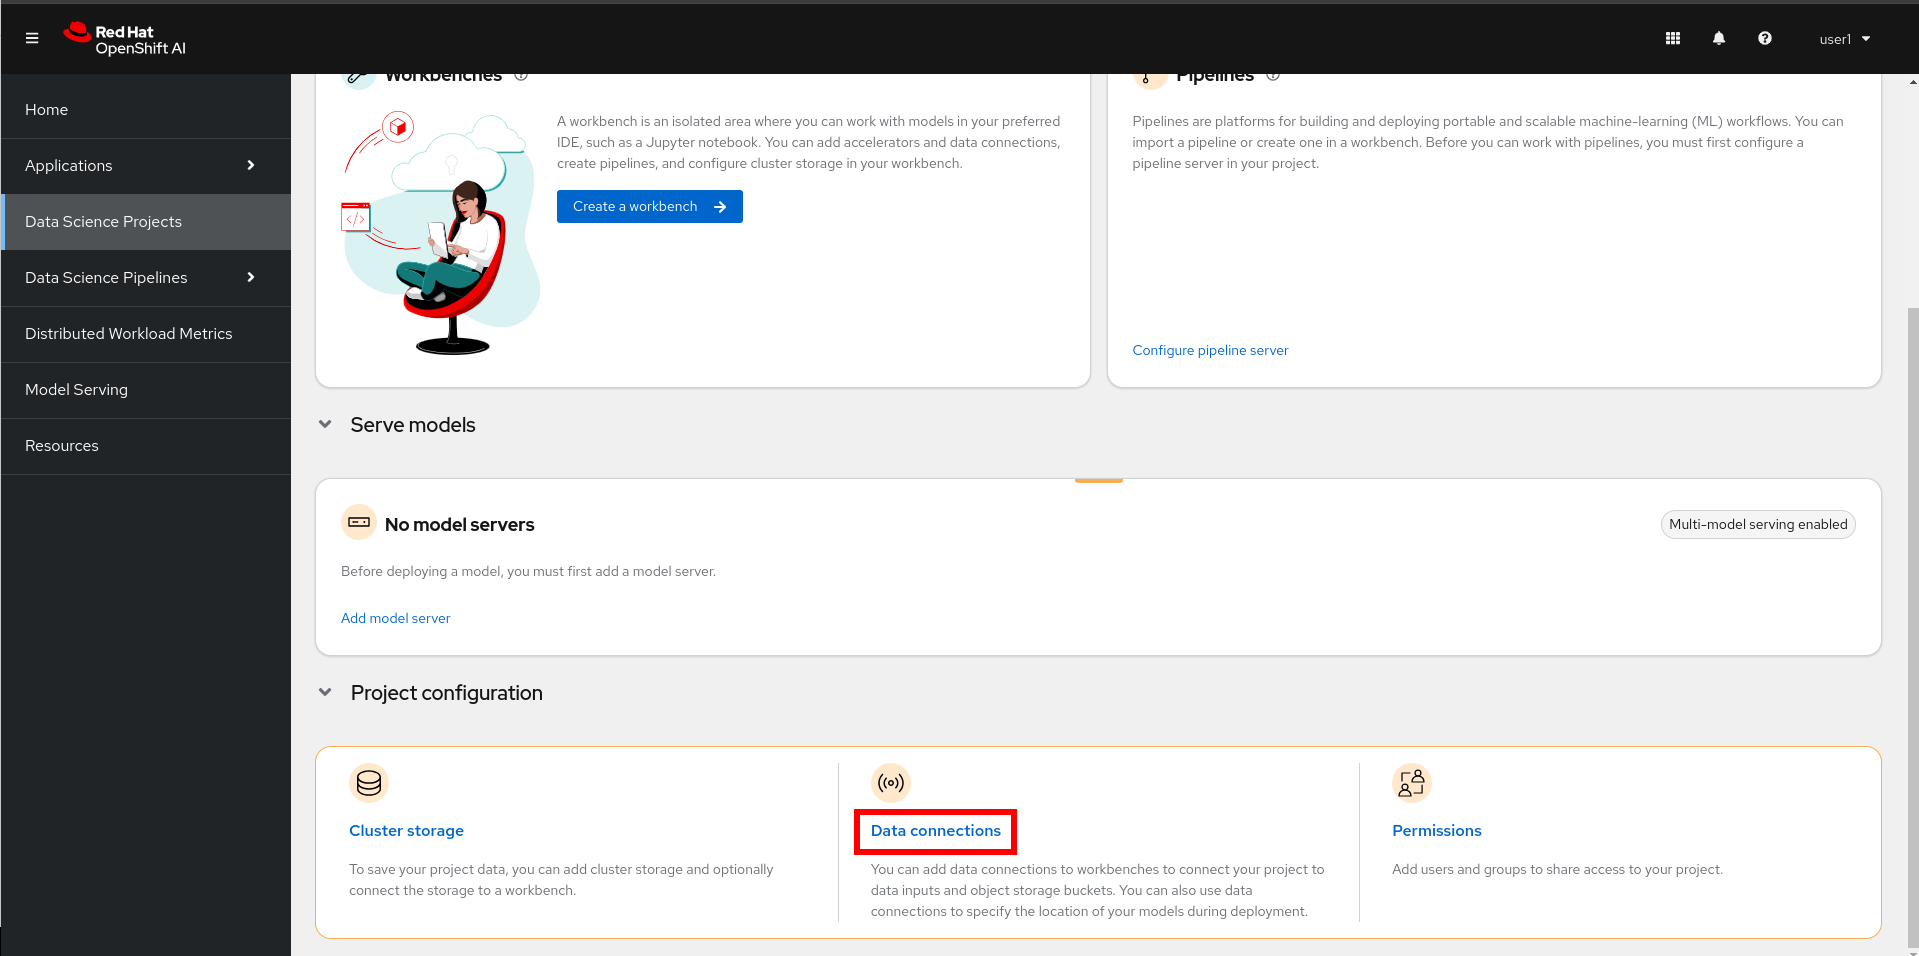 Red Hat
OpenShift AI
user1
Home
Applications
Data Science Projects
Data Science Pipelines
Distributed Workload Metrics
Model Serving
Resources
Workbenches
A workbench is an isolated area where you can work with models in your preferred
IDE, such as a Jupyter notebook. You can add accelerators and data connections,
create pipelines, and configure cluster storage in your workbench.
Create a workbench
Pipelines
Pipelines are platforms for building and deploying portable and scalable machine-learning (ML) workflows. You can
import a pipeline or create one in a workbench. Before you can work with pipelines, you must first configure a
pipeline server in your project.
Configure pipeline server
Serve models
No model servers
Multi-model serving enabled
Before deploying a model, you must first add a model server.
Add model server
Project configuration
Cluster storage
To save your project data, you can add cluster storage and optionally
connect the storage to a workbench.
Data connections
You can add data connections to workbenches to connect your project to
data inputs and object storage buckets. You can also use data
connections to specify the location of your models during deployment.
Permissions
Add users and groups to share access to your project.